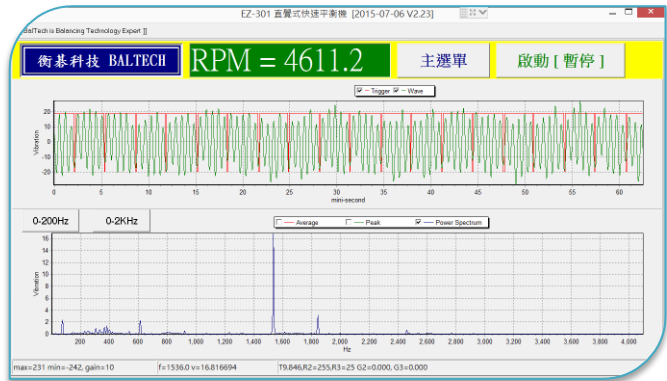 EZ-301 直覺式快速平衡機 [2015-07-06 V2.23]
BalTech is Balancing Technology Expert ]]
衡碁科技 BALTECH
RPM = 4611.2
主選單
啟動 [ 暫停 ]
Trigger Wave
20
10
0
-10
-20
Vibration
0 5 10 15 20 25 30 35 40 45 50 55 60
mini-second
0-200Hz
0-2KHz
Average Peak Power Spectrum
16
14
12
10
8
6
4
2
0
Vibration
200 400 600 800 1,000 1,200 1,400 1,600 1,800 2,000 2,200 2,400 2,600 2,800 3,000 3,200 3,400 3,600 3,800 4,000
Hz
max=231 min=-242, gain=10
f=1536.0 v=16.816694
T9.846,R2=255,R3=25 G2=0.000, G3=0.000